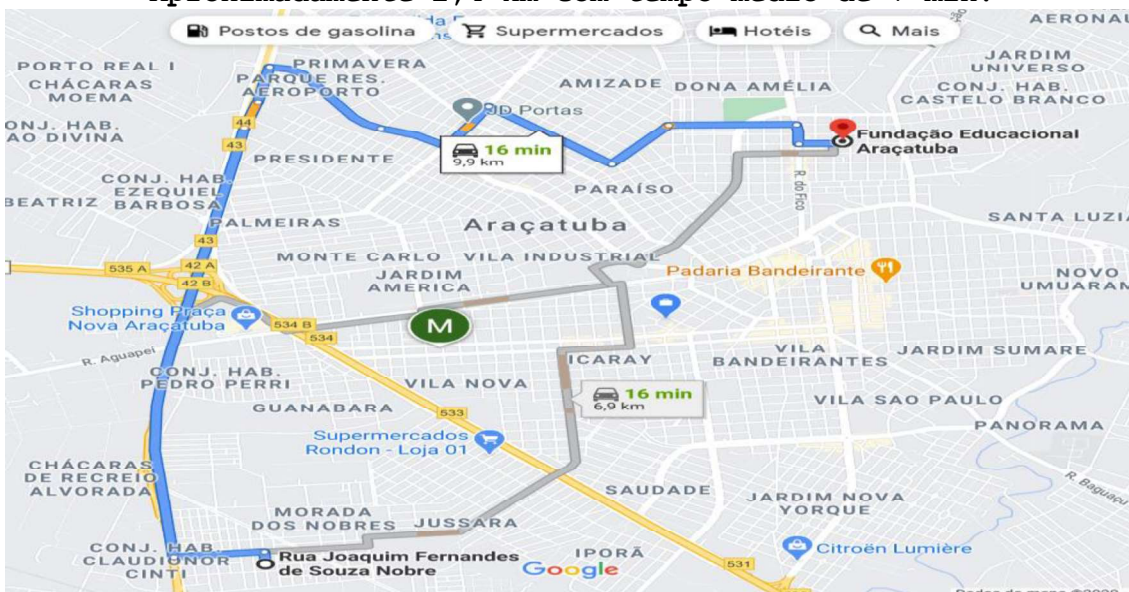 Postos de gasolina
Supermercados
Hotéis
Mais
AERONAU
PORTO REAL I
PRIMAVERA
JARDIM
UNIVERSO
CHÁCARAS
MOEMA
PARQUE RES.
AEROPORTO
AMIZADE
DONA AMÉLIA
CONJ. HAB.
CASTELO BRANCO
JD Portas
ONJ. HAB.
AO DIVINA
44
43
16 min
9,9 km
Fundação Educacional
Araçatuba
PRESIDENTE
CONJ. HAB.
EZEQUIEL
BARBOSA
BEATRIZ
PARAÍSO
R. do Fico
PALMEIRAS
Araçatuba
SANTA LUZI
43
MONTE CARLO
VILA INDUSTRIAL
535 A
42 A
42 B
JARDIM
AMERICA
Padaria Bandeirante
NOVO
UMUARAM
Shopping Praça
Nova Araçatuba
534 B
534
M
R. Aguapei
ICARAY
VILA
BANDEIRANTES
JARDIM SUMARE
CONJ. HAB.
PEDRO PERRI
VILA NOVA
16 min
6,9 km
VILA SAO PAULO
GUANABARA
533
PANORAMA
Supermercados
Rondon - Loja 01
CHÁCARAS
DE RECREIO
ALVORADA
SAUDADE
JARDIM NOVA
YORQUE
R. Baguaçu
MORADA
DOS NOBRES
JUSSARA
CONJ. HAB.
CLAUDIONOR
CINTI
Rua Joaquim Fernandes
de Souza Nobre
IPORÃ
Google
531
Citroën Lumière